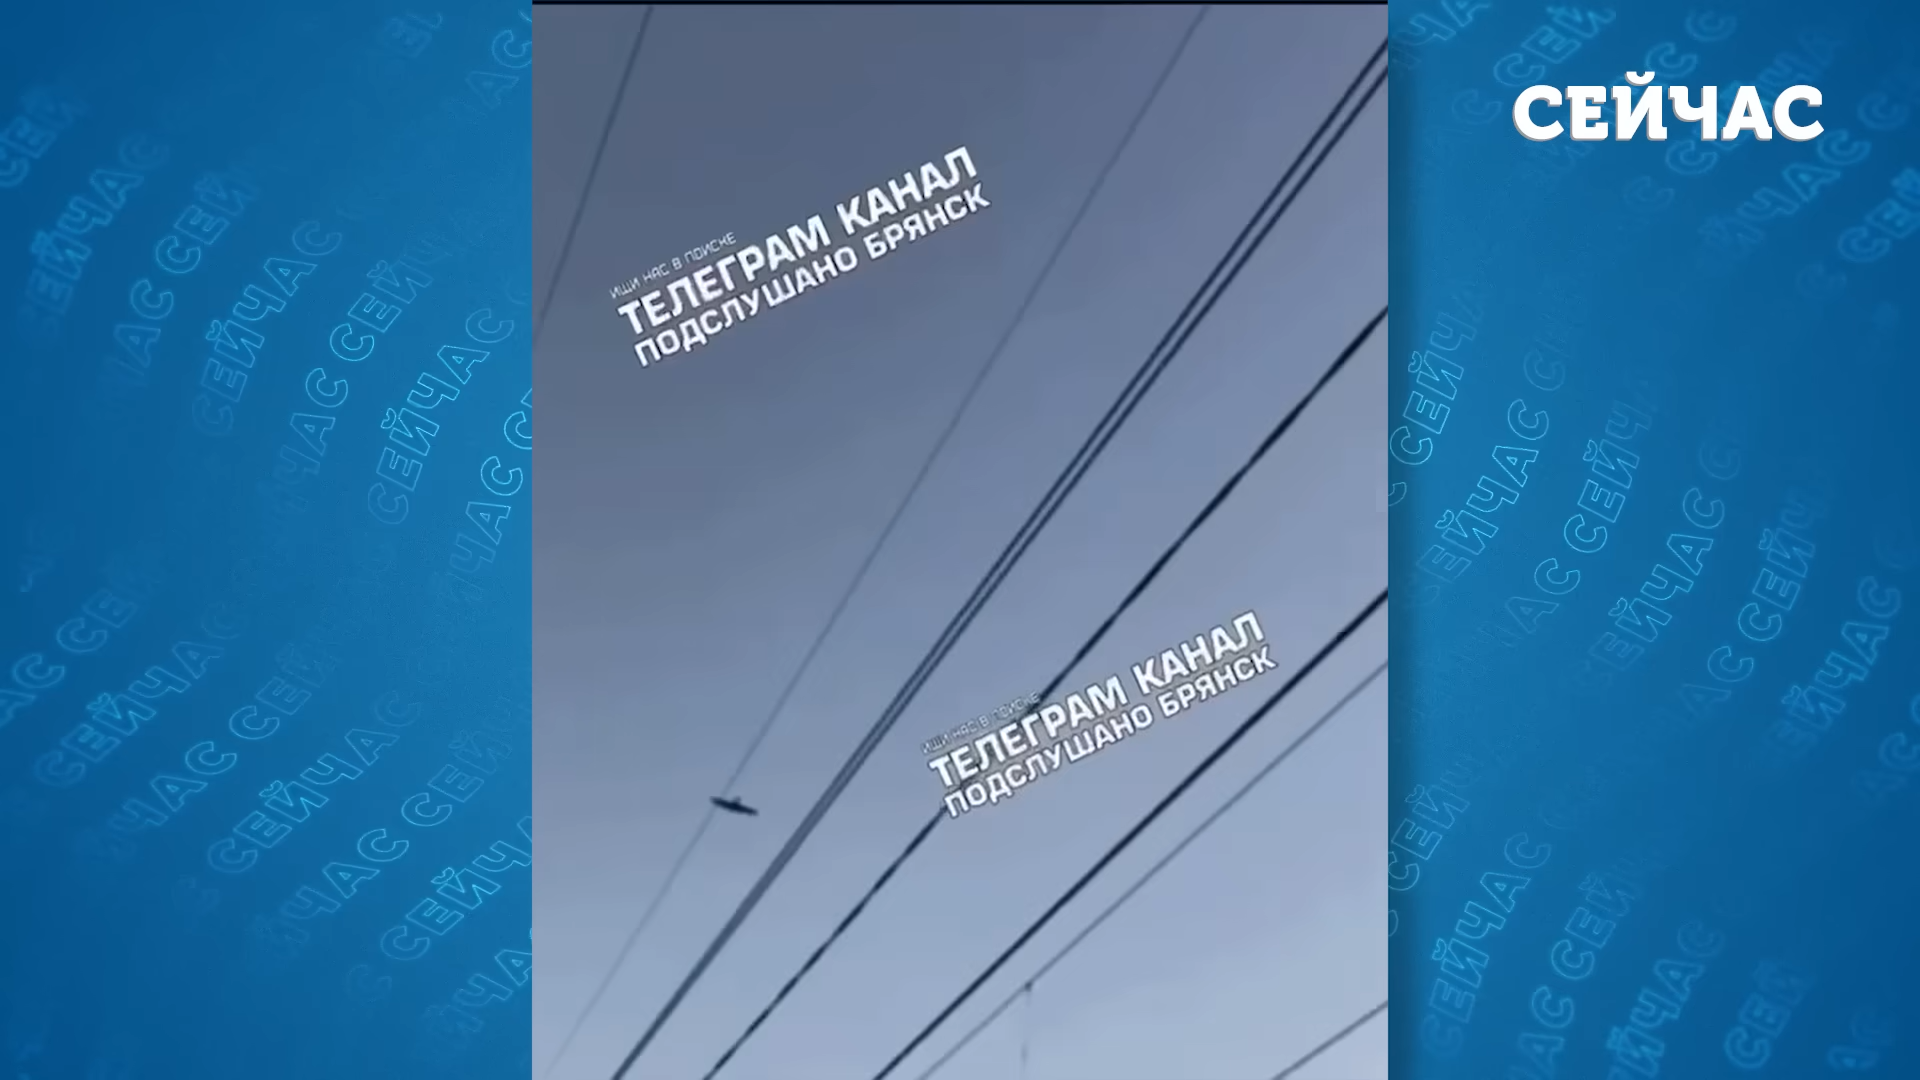 СЕЙЧАС
ИЩИ НАС В ПОИСКЕ
ТЕЛЕГРАМ КАНАЛ
ПОДСЛУШАНО БРЯНСК
ИЩИ НАС В ПОИСКЕ
ТЕЛЕГРАМ КАНАЛ
ПОДСЛУШАНО БРЯНСК